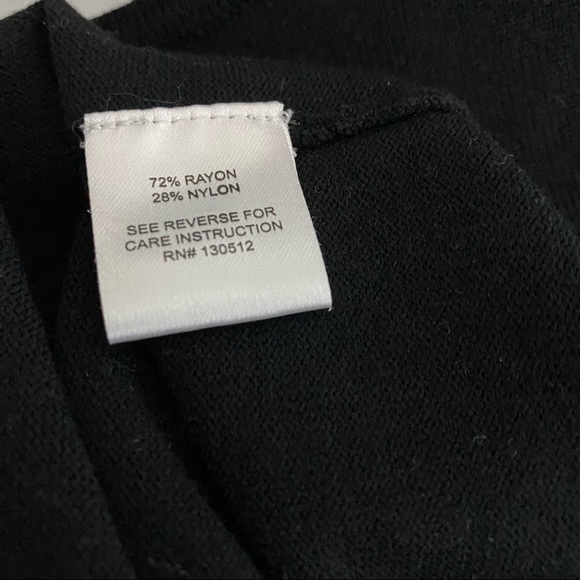 72% RAYON
28% NYLON
SEE REVERSE FOR
CARE INSTRUCTION
RN# 130512